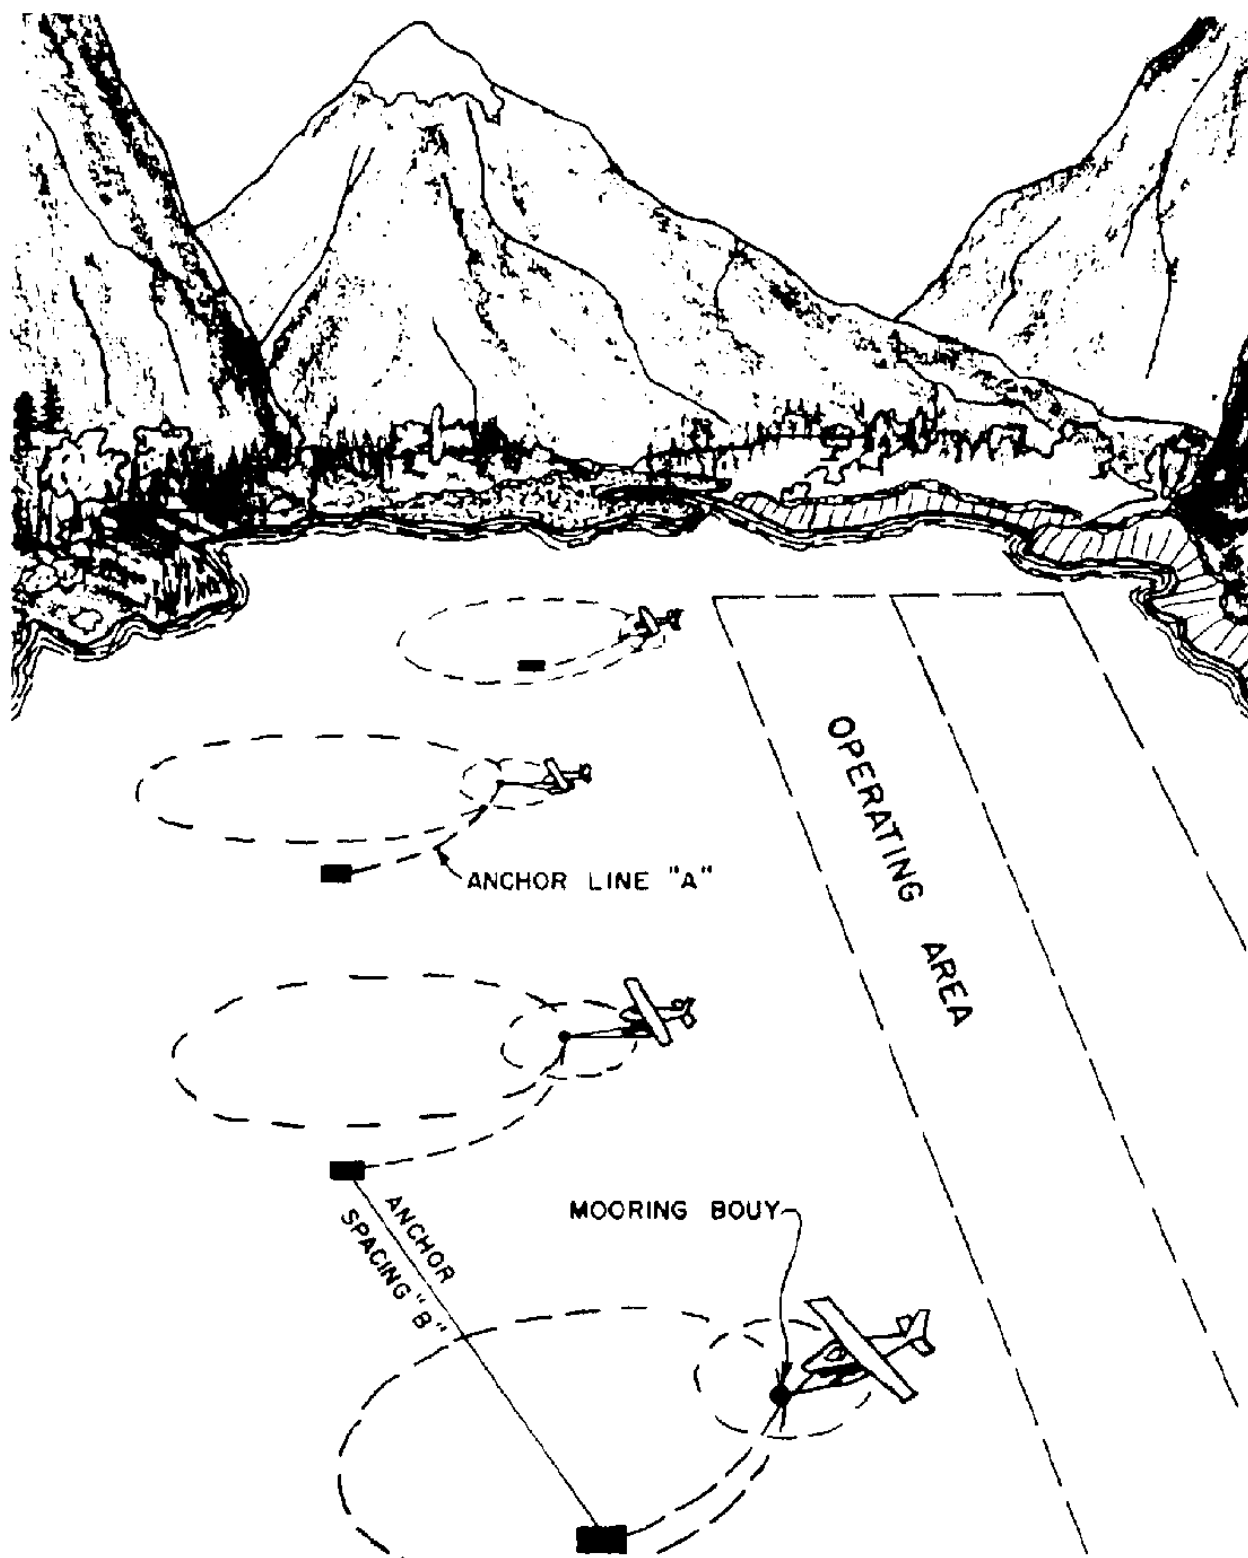 OPERATING AREA
ANCHOR LINE "A"
ANCHOR
SPACING "B"
MOORING BOUY